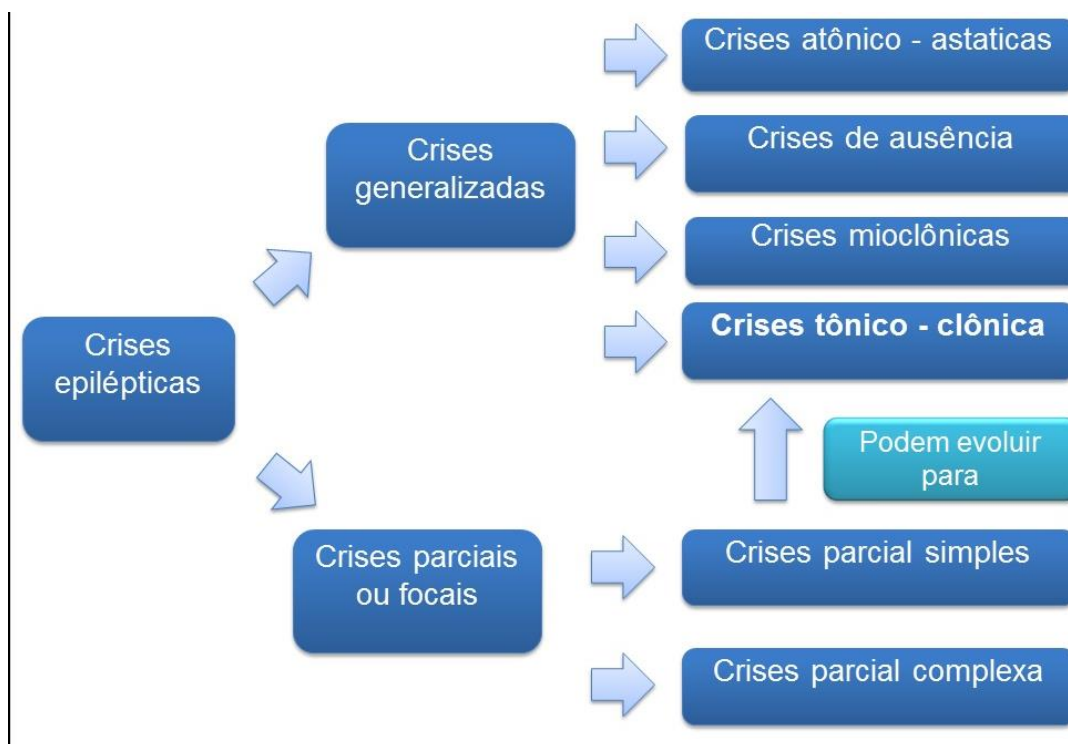 Crises atônico - astaticas
Crises
generalizadas
Crises de ausência
Crises mioclônicas
Crises tônico - clônica
Crises
epilépticas
Podem evoluir
para
Crises parciais
ou focais
Crises parcial simples
Crises parcial complexa